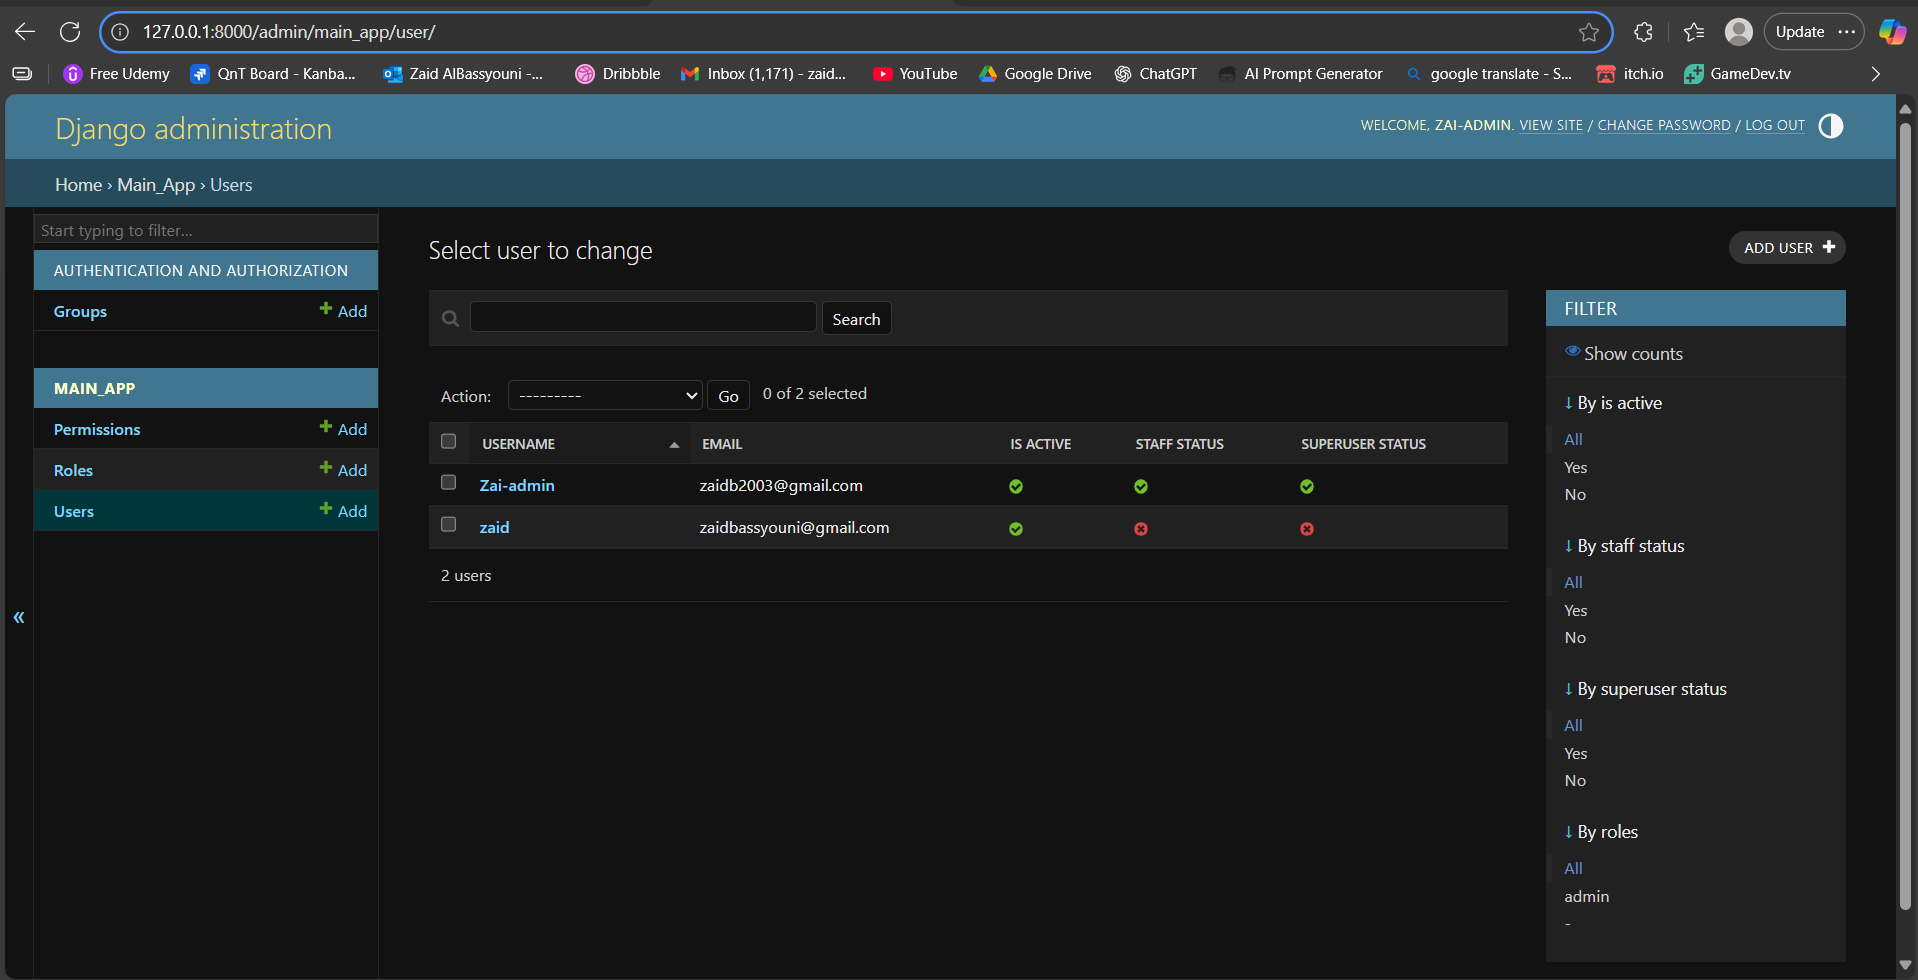 127.0.0.1:8000/admin/main_app/user/
Update
Free Udemy
QnT Board - Kanba...
Zaid AlBassyouni -...
Dribbble
Inbox (1,171) - zaid...
YouTube
Google Drive
ChatGPT
AI Prompt Generator
google translate - S...
itch.io
GameDev.tv
Django administration
WELCOME, ZAI-ADMIN. VIEW SITE / CHANGE PASSWORD / LOG OUT
Home › Main_App › Users
Start typing to filter...
AUTHENTICATION AND AUTHORIZATION
Groups
Add
MAIN_APP
Permissions
Add
Roles
Add
Users
Add
Select user to change
ADD USER
Search
Action:
---------
Go
0 of 2 selected
USERNAME EMAIL IS ACTIVE STAFF STATUS SUPERUSER STATUS
Zai-admin zaidb2003@gmail.com
zaid zaidbassyouni@gmail.com
2 users
«
FILTER
Show counts
↓ By is active
All
Yes
No
↓ By staff status
All
Yes
No
↓ By superuser status
All
Yes
No
↓ By roles
All
admin
-